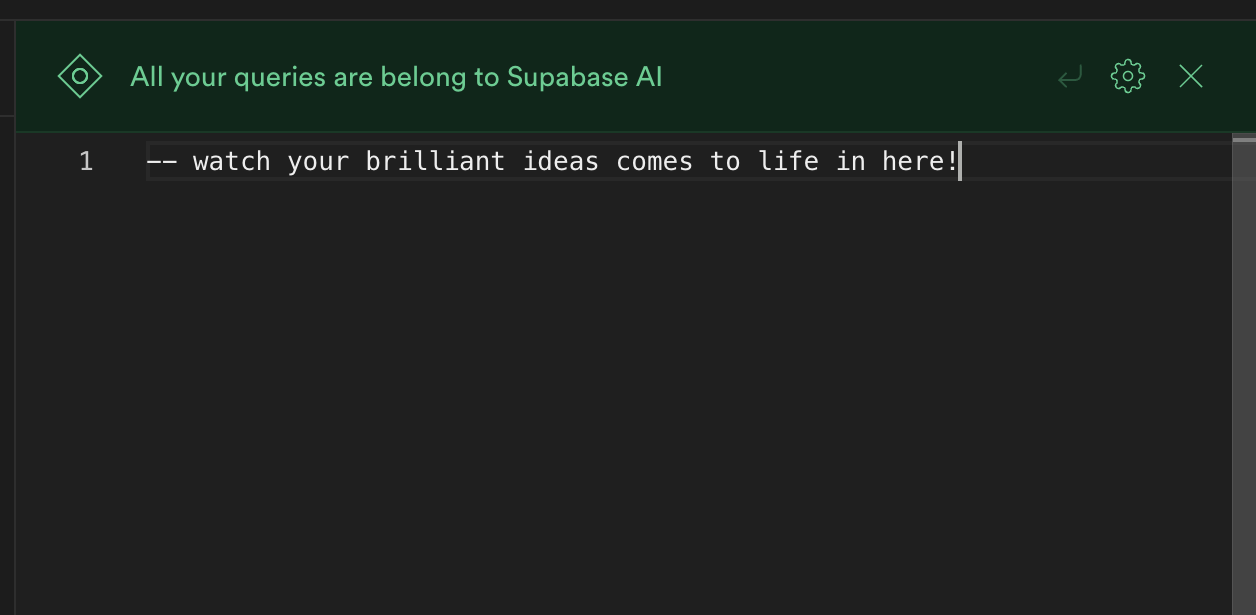 All your queries are belong to Supabase AI
1 -- watch your brilliant ideas comes to life in here!